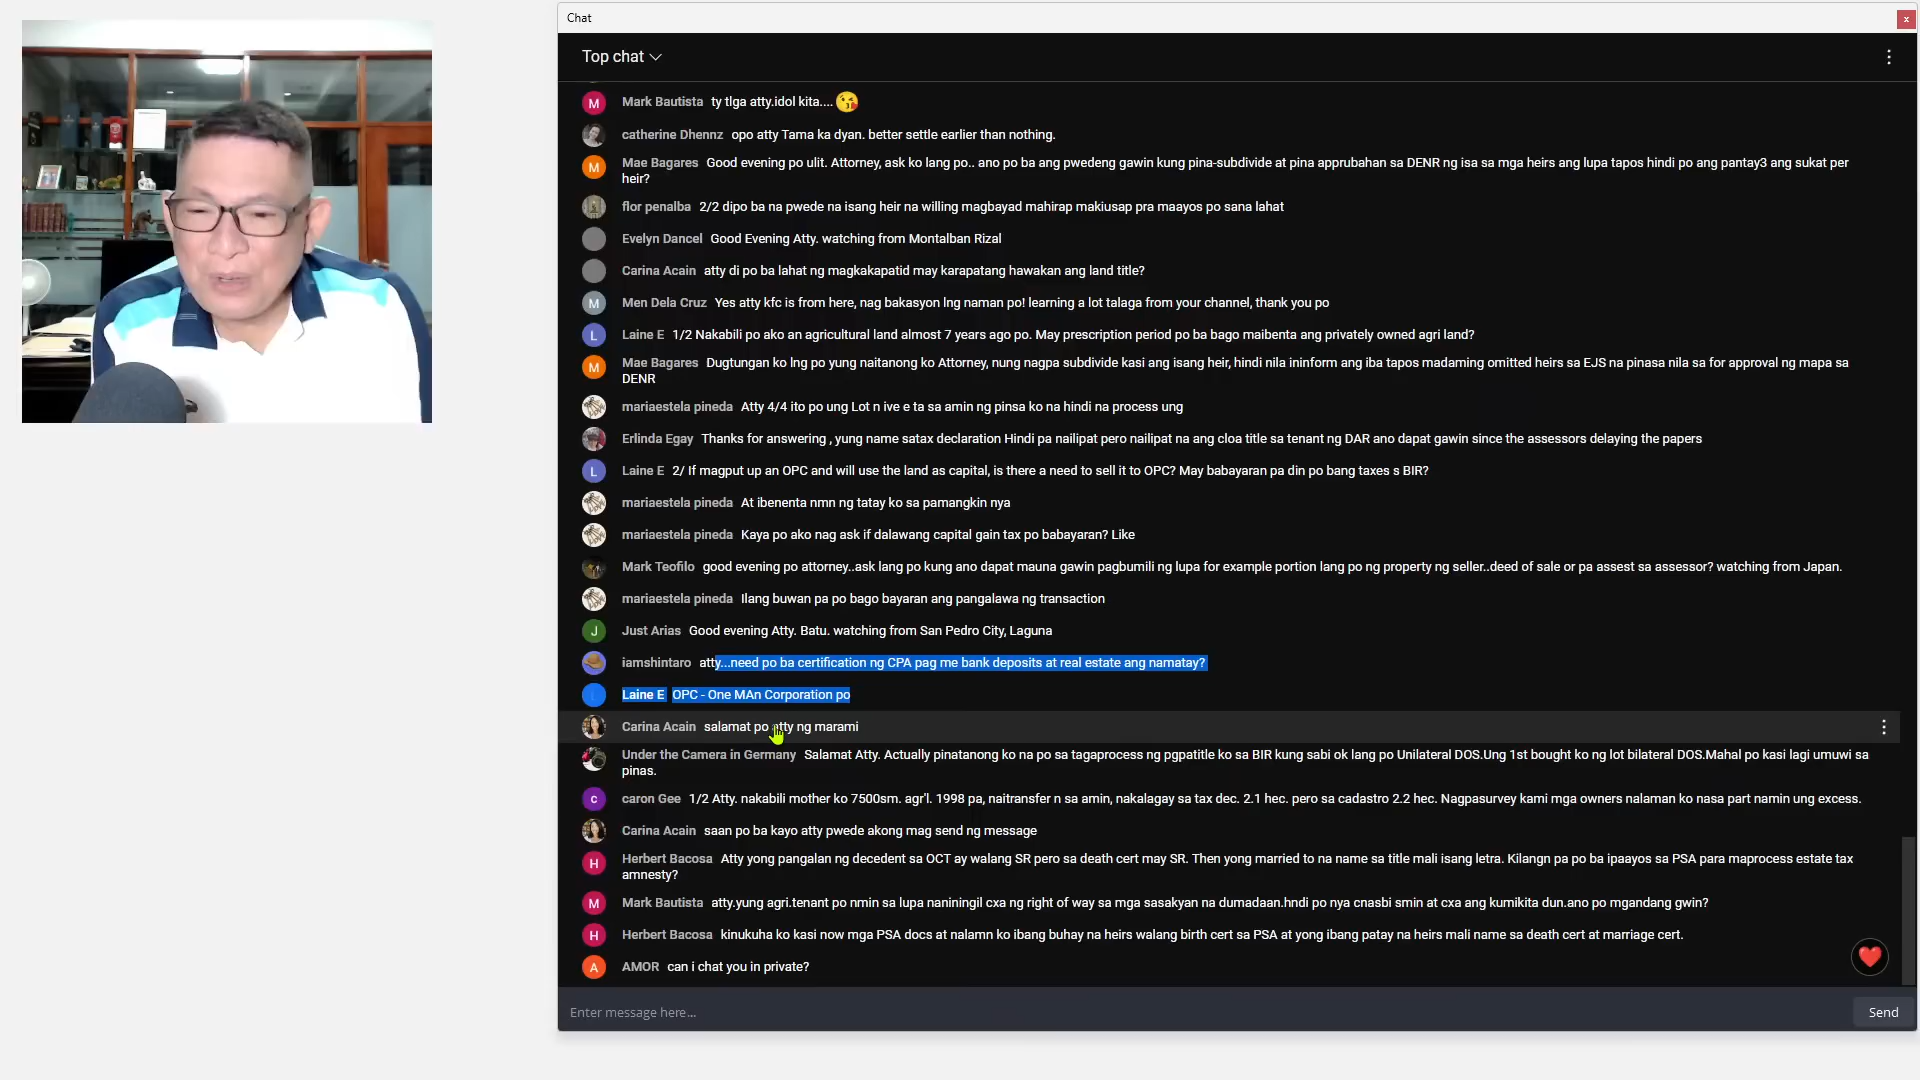 Chat
Top chat
Mark Bautista ty tlga atty.idol kita....
catherine Dhennz opo atty Tama ka dyan. better settle earlier than nothing.
Mae Bagares Good evening po ulit. Attorney, ask ko lang po.. ano po ba ang pwedeng gawin kung pina-subdivide at pina apprubahan sa DENR ng isa sa mga heirs ang lupa tapos hindi po ang pantay3 ang sukat per
heir?
flor penalba 2/2 dipo ba na pwede na isang heir na willing magbayad mahirap makiusap pra maayos po sana lahat
Evelyn Dancel Good Evening Atty. watching from Montalban Rizal
Carina Acain atty di po ba lahat ng magkakapatid may karapatang hawakan ang land title?
Men Dela Cruz Yes atty kfc is from here, nag bakasyon lng naman po! learning a lot talaga from your channel, thank you po
Laine E 1/2 Nakabili po ako an agricultural land almost 7 years ago po. May prescription period po ba bago maibenta ang privately owned agri land?
Mae Bagares Dugtungan ko lng po yung naitanong ko Attorney, nung nagpa subdivide kasi ang isang heir, hindi nila ininform ang iba tapos madaming omitted heirs sa EJS na pinasa nila sa for approval ng mapa sa
DENR
mariaestela pineda Atty 4/4 ito po ung Lot n ive e ta sa amin ng pinsa ko na hindi na process ung
Erlinda Egay Thanks for answering , yung name satax declaration Hindi pa nailipat pero nailipat na ang cloa title sa tenant ng DAR ano dapat gawin since the assessors delaying the papers
Laine E 2/ If magput up an OPC and will use the land as capital, is there a need to sell it to OPC? May babayaran pa din po bang taxes s BIR?
mariaestela pineda At ibenenta nmn ng tatay ko sa pamangkin nya
mariaestela pineda Kaya po ako nag ask if dalawang capital gain tax po babayaran? Like
Mark Teofilo good evening po attorney..ask lang po kung ano dapat mauna gawin pagbumili ng lupa for example portion lang po ng property ng seller..deed of sale or pa assest sa assessor? watching from Japan.
mariaestela pineda Ilang buwan pa po bago bayaran ang pangalawa ng transaction
J Just Arias Good evening Atty. Batu. watching from San Pedro City, Laguna
iamshintaro atty...need po ba certification ng CPA pag me bank deposits at real estate ang namatay?
Laine E OPC - One MAn Corporation po
Carina Acain salamat po atty ng marami
Under the Camera in Germany Salamat Atty. Actually pinatanong ko na po sa tagaprocess ng pgpatitle ko sa BIR kung sabi ok lang po Unilateral DOS.Ung 1st bought ko ng lot bilateral DOS.Mahal po kasi lagi umuwi sa
pinas.
c caron Gee 1/2 Atty. nakabili mother ko 7500sm. agr'l. 1998 pa, naitransfer n sa amin, nakalagay sa tax dec. 2.1 hec. pero sa cadastro 2.2 hec. Nagpasurvey kami mga owners nalaman ko nasa part namin ung excess.
Carina Acain saan po ba kayo atty pwede akong mag send ng message
H Herbert Bacosa Atty yong pangalan ng decedent sa OCT ay walang SR pero sa death cert may SR. Then yong married to na name sa title mali isang letra. Kilangn pa po ba ipaayos sa PSA para maprocess estate tax
amnesty?
M Mark Bautista atty.yung agri.tenant po nmin sa lupa naniningil cxa ng right of way sa mga sasakyan na dumadaan.hndi po nya cnasbi smin at cxa ang kumikita dun.ano po mgandang gwin?
H Herbert Bacosa kinukuha ko kasi now mga PSA docs at nalamn ko ibang buhay na heirs walang birth cert sa PSA at yong ibang patay na heirs mali name sa death cert at marriage cert.
A AMOR can i chat you in private?
Enter message here...
Send